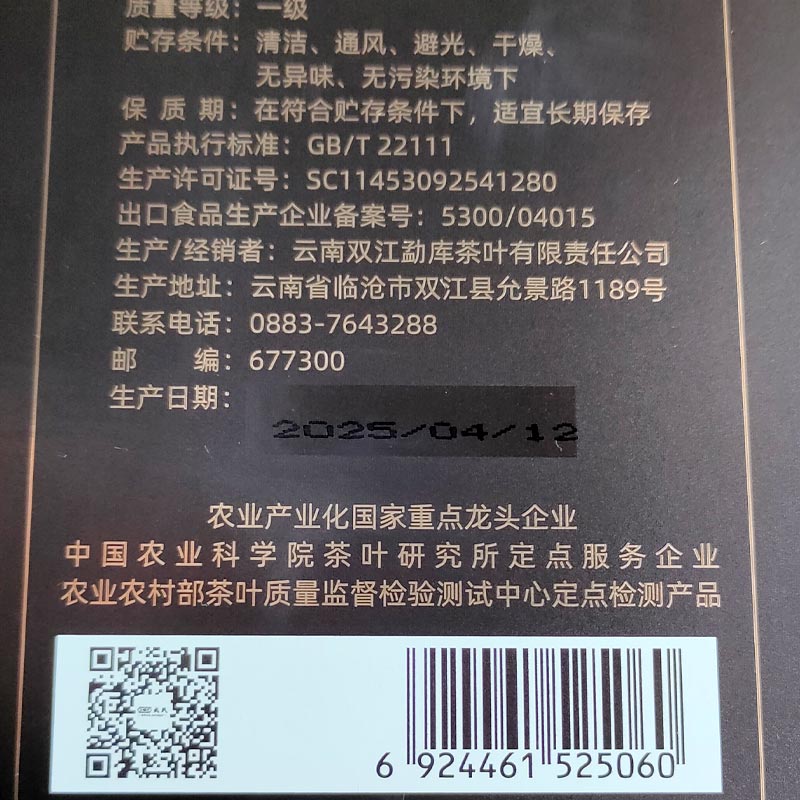 质量等级：一级
贮存条件：清洁、通风、避光、干燥、
无异味、无污染环境下
保 质 期：在符合贮存条件下，适宜长期保存
产品执行标准：GB/T 22111
生产许可证号：SC11453092541280
出口食品生产企业备案号：5300/04015
生产/经销者：云南双江勐库茶叶有限责任公司
生产地址：云南省临沧市双江县允景路1189号
联系电话：0883-7643288
邮 编：677300
生产日期：
2025/04/12
农业产业化国家重点龙头企业
中国农业科学院茶叶研究所定点服务企业
农业农村部茶叶质量监督检验测试中心定点检测产品
6 924461 525060